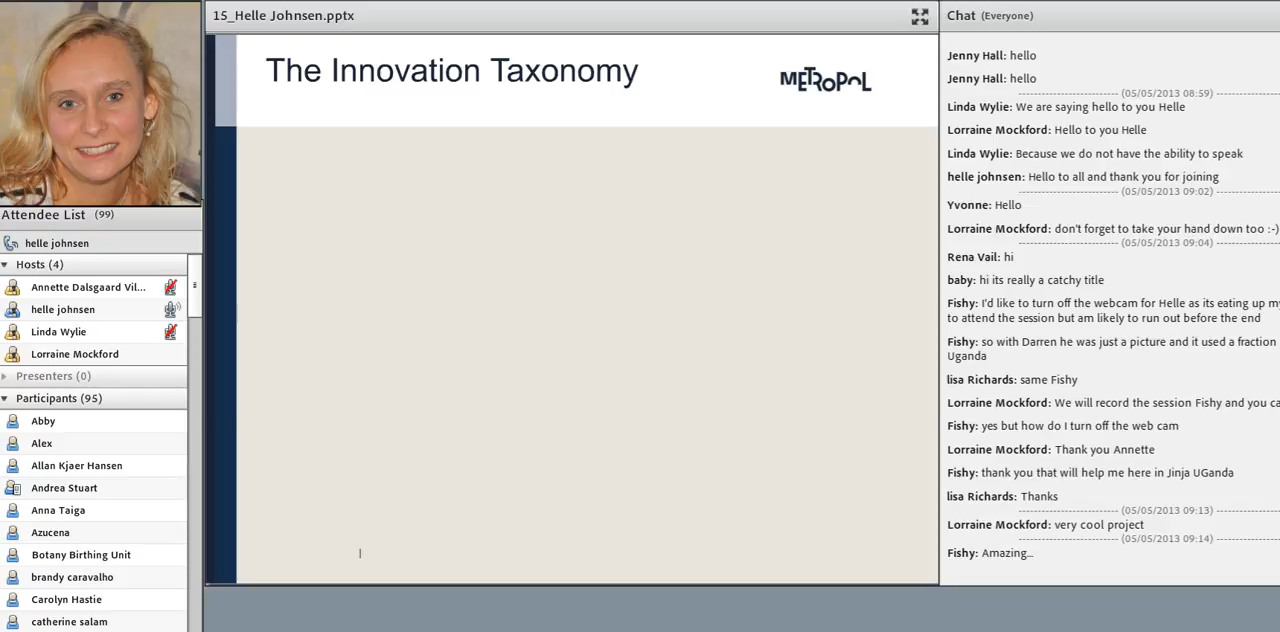 15_Helle Johnsen.pptx
The Innovation Taxonomy
METROPOL
Attendee List (99)
helle johnsen
Hosts (4)
Annette Dalsgaard Vil...
helle johnsen
Linda Wylie
Lorraine Mockford
Presenters (0)
Participants (95)
Abby
Alex
Allan Kjaer Hansen
Andrea Stuart
Anna Taiga
Azucena
Botany Birthing Unit
brandy caravalho
Carolyn Hastie
catherine salam
Chat (Everyone)
Jenny Hall: hello
Jenny Hall: hello
(05/05/2013 08:59)
Linda Wylie: We are saying hello to you Helle
Lorraine Mockford: Hello to you Helle
Linda Wylie: Because we do not have the ability to speak
helle johnsen: Hello to all and thank you for joining
(05/05/2013 09:02)
Yvonne: Hello
Lorraine Mockford: don't forget to take your hand down too :-)
(05/05/2013 09:04)
Rena Vail: hi
baby: hi its really a catchy title
Fishy: I'd like to turn off the webcam for Helle as its eating up my
to attend the session but am likely to run out before the end
Fishy: so with Darren he was just a picture and it used a fraction
Uganda
lisa Richards: same Fishy
Lorraine Mockford: We will record the session Fishy and you ca
Fishy: yes but how do I turn off the web cam
Lorraine Mockford: Thank you Annette
Fishy: thank you that will help me here in Jinja UGanda
lisa Richards: Thanks
(05/05/2013 09:13)
Lorraine Mockford: very cool project
(05/05/2013 09:14)
Fishy: Amazing...